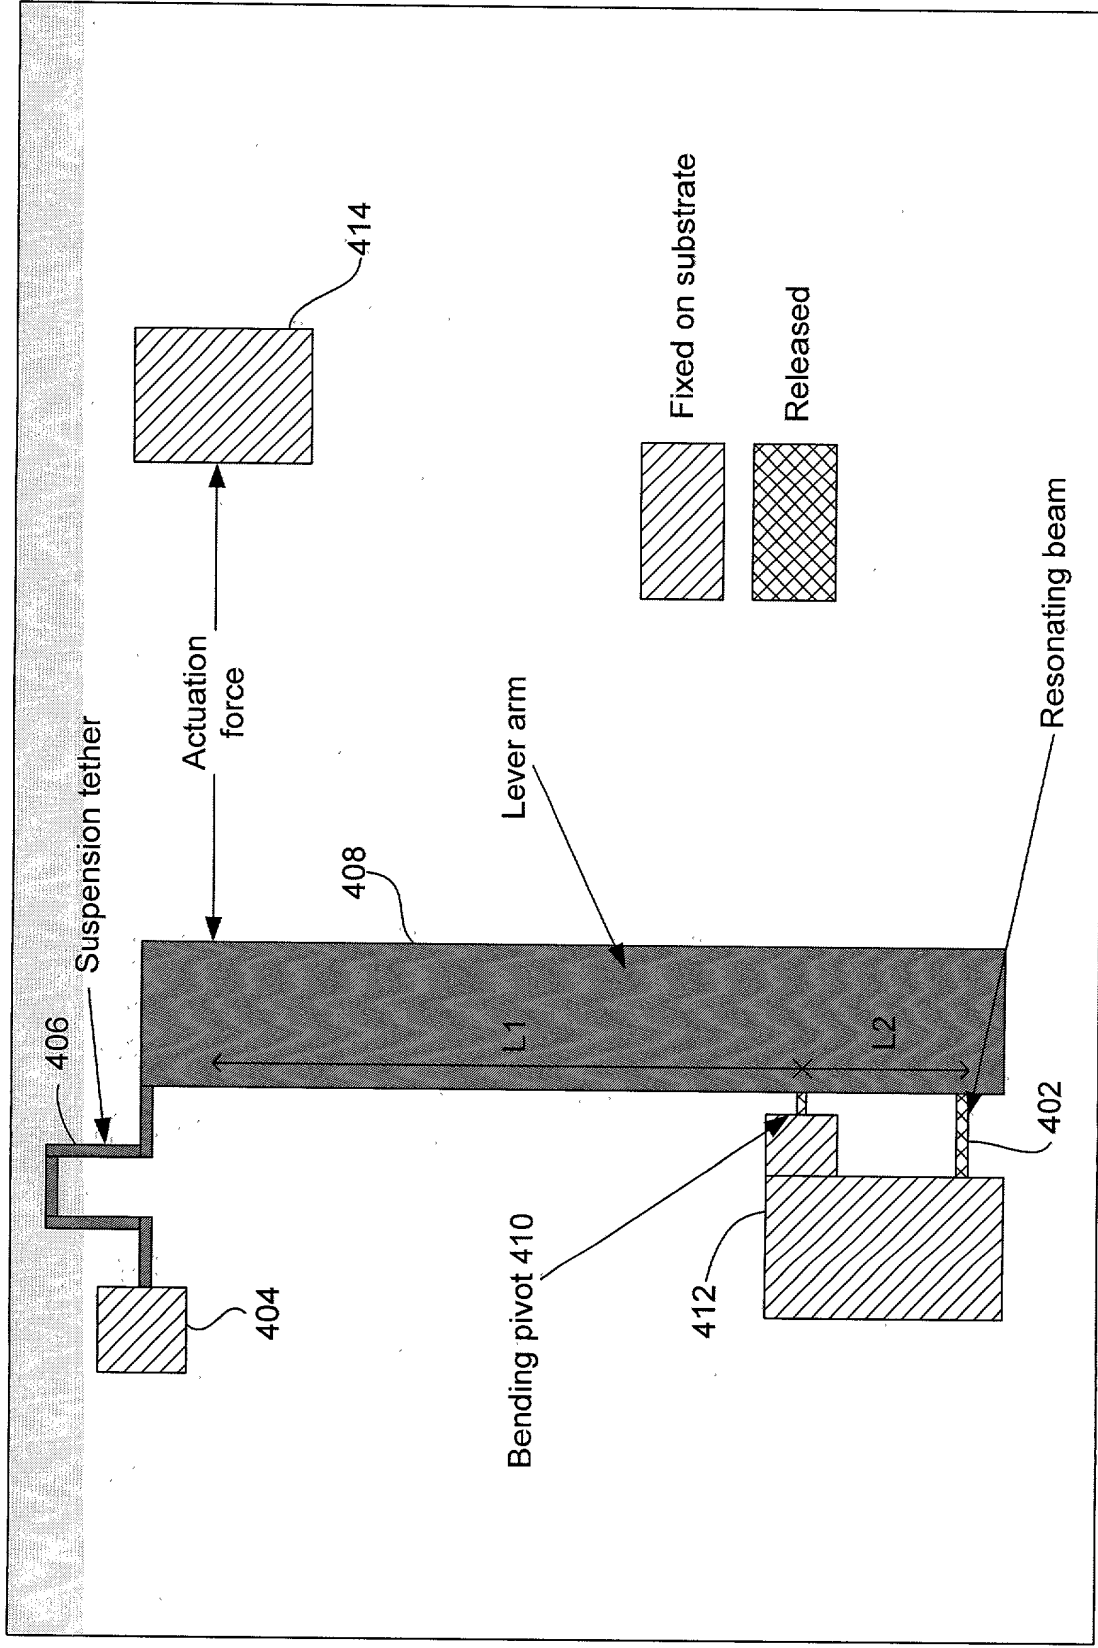 Suspension tether
406
404
Actuation
force
414
408
Lever arm
L1
L2
Bending pivot 410
412
402
Resonating beam
Fixed on substrate
Released